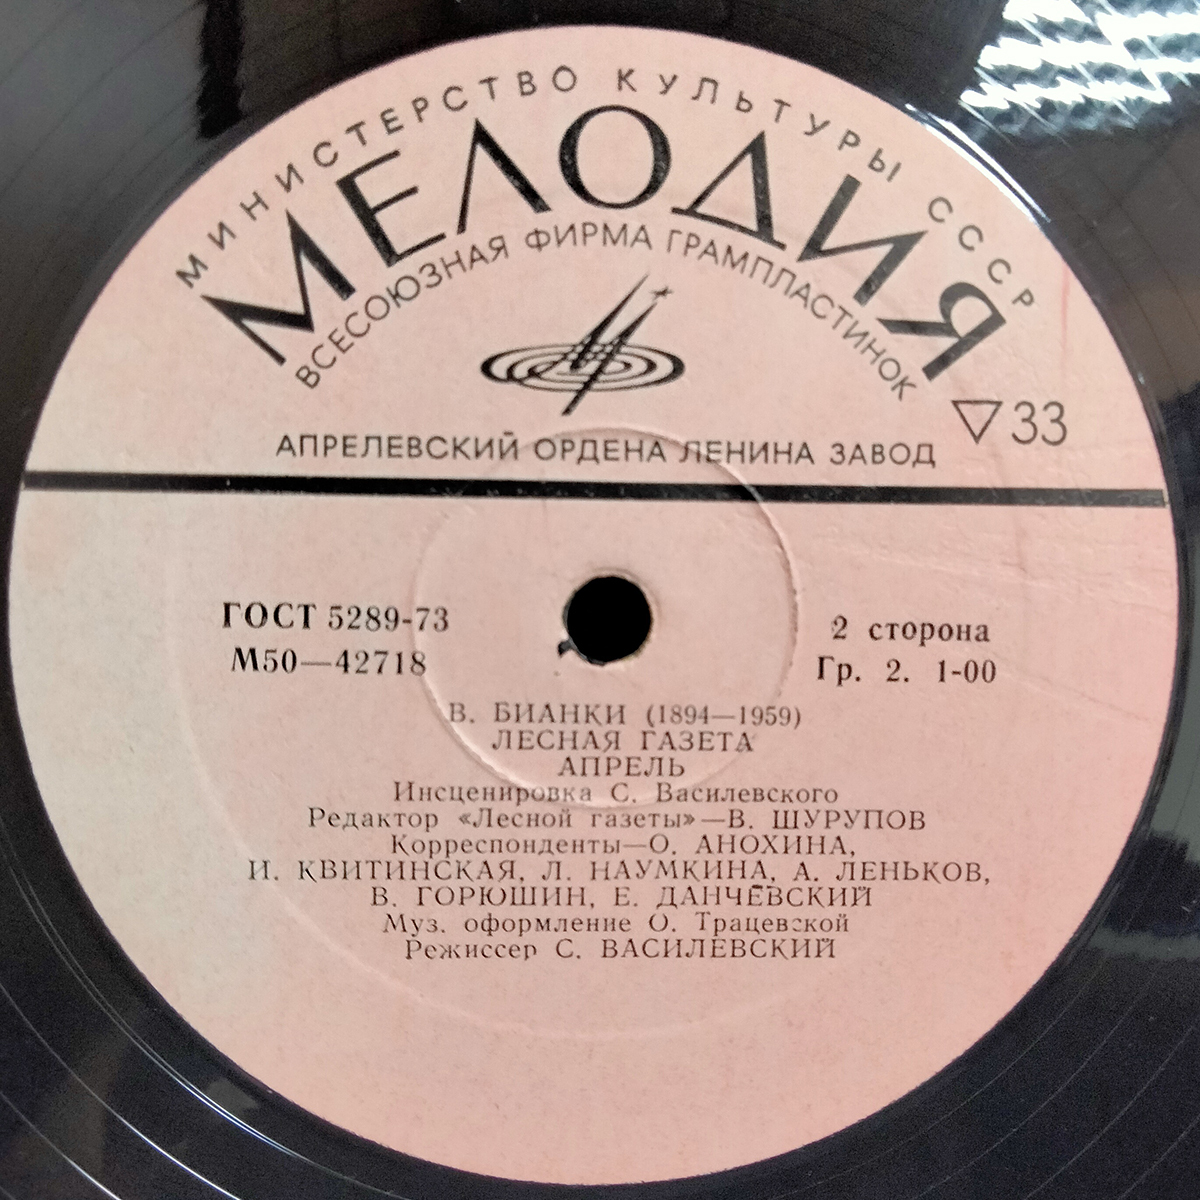 МИНИСТЕРСТВО КУЛЬТУРЫ СССР
МЕЛОДИЯ
ВСЕСОЮЗНАЯ ФИРМА ГРАМПЛАСТИНОК
33
АПРЕЛЕВСКИЙ ОРДЕНА ЛЕНИНА ЗАВОД
ГОСТ 5289-73
М50—42718
2 сторона
Гр. 2. 1-00
В. БИАНКИ (1894—1959)
ЛЕСНАЯ ГАЗЕТА
АПРЕЛЬ
Инсценировка С. Василевского
Редактор «Лесной газеты»—В. ШУРУПОВ
Корреспонденты—О. АНОХИНА,
И. КВИТИНСКАЯ, Л. НАУМКИНА, А. ЛЕНЬКОВ,
В. ГОРЮШИН, Е. ДАНЧЕВСКИЙ
Муз. оформление О. Трацевской
Режиссер С. ВАСИЛЕВСКИЙ